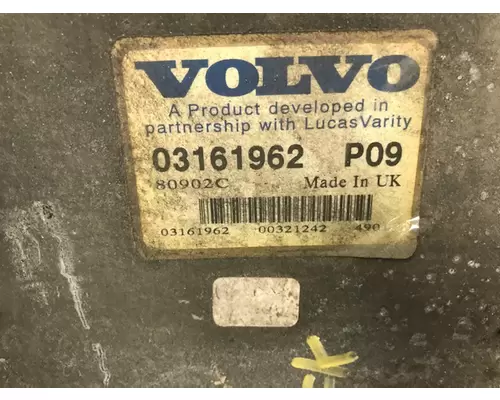 VOLVO
A Product developed in
partnership with LucasVarity
03161962 P09
80902C Made In UK
03161962 00321242 490